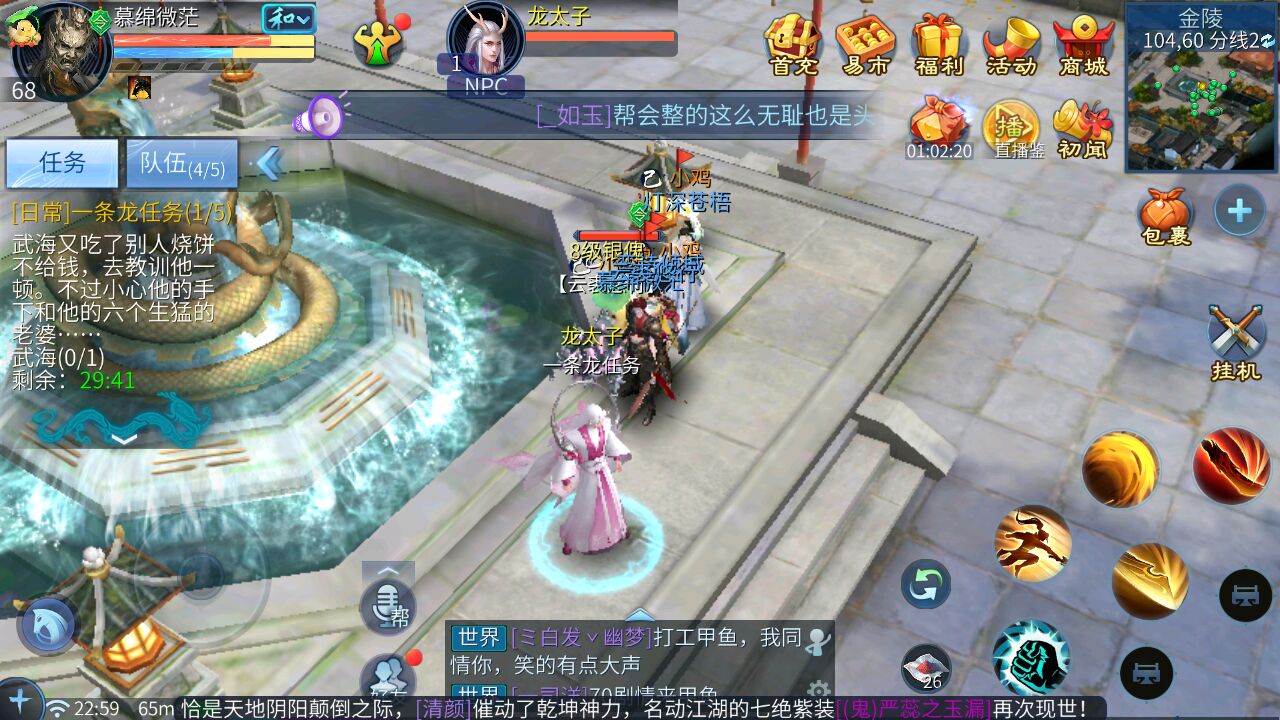 慕绵微茫
和
68
龙太子
1
NPC
首充
易市
福利
活动
商城
金陵
104,60 分线2
[_如玉]帮会整的这么无耻也是头
01:02:20
播
直播鉴
初闻
任务
队伍(4/5)
包裹
[日常]一条龙任务(1/5)
武海又吃了别人烧饼
不给钱，去教训他一
顿。不过小心他的手
下和他的六个生猛的
老婆……
武海(0/1)
剩余：29:41
己 小鸡
灯深苍梧
8级银傀
小鸡
慕绵微茫
龙太子
一条龙任务
挂机
帮
好友
26
世界 [ミ白发ㄨ幽梦]打工甲鱼，我同
情你，笑的有点大声
22:59 65m 恰是天地阴阳颠倒之际，[清颜]催动了乾坤神力，名动江湖的七绝紫装[(鬼)严蕊之玉漏]再次现世！